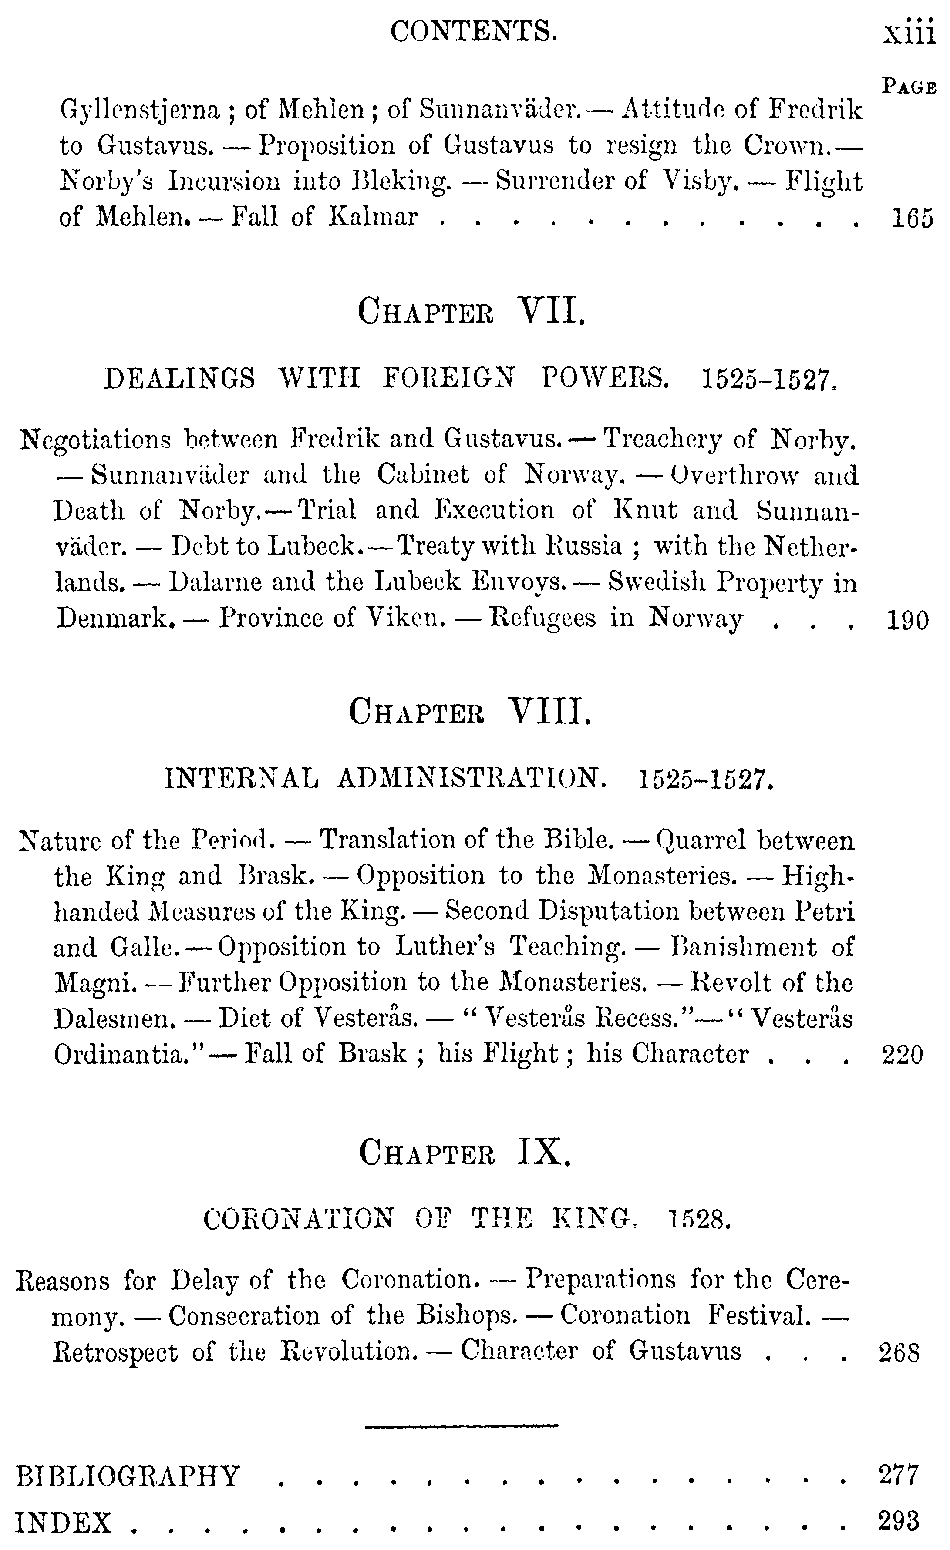 CONTENTS. xiii
PAGE
Gyllenstjerna ; of Mehlen ; of Sunnanväder. — Attitude of Fredrik
to Gustavus. — Proposition of Gustavus to resign the Crown. —
Norby's Incursion into Bleking. — Surrender of Visby. — Flight
of Mehlen. — Fall of Kalmar . . . . . . . . . . . . 165
CHAPTER VII.
DEALINGS WITH FOREIGN POWERS. 1525–1527.
Negotiations between Fredrik and Gustavus. — Treachery of Norby.
— Sunnanväder and the Cabinet of Norway. — Overthrow and
Death of Norby. — Trial and Execution of Knut and Sunnan-
väder. — Debt to Lubeck. — Treaty with Russia ; with the Nether-
lands. — Dalarne and the Lubeck Envoys. — Swedish Property in
Denmark. — Province of Viken. — Refugees in Norway . . . 190
CHAPTER VIII.
INTERNAL ADMINISTRATION. 1525–1527.
Nature of the Period. — Translation of the Bible. — Quarrel between
the King and Brask. — Opposition to the Monasteries. — High-
handed Measures of the King. — Second Disputation between Petri
and Galle. — Opposition to Luther's Teaching. — Banishment of
Magni. — Further Opposition to the Monasteries. — Revolt of the
Dalesmen. — Diet of Vesterås. — " Vesterås Recess." — " Vesterås
Ordinantia." — Fall of Brask ; his Flight ; his Character . . . 220
CHAPTER IX.
CORONATION OF THE KING. 1528.
Reasons for Delay of the Coronation. — Preparations for the Cere-
mony. — Consecration of the Bishops. — Coronation Festival. —
Retrospect of the Revolution. — Character of Gustavus . . . 268
BIBLIOGRAPHY . . . . . . . . . . . . . . . . 277
INDEX . . . . . . . . . . . . . . . . . . . . 293